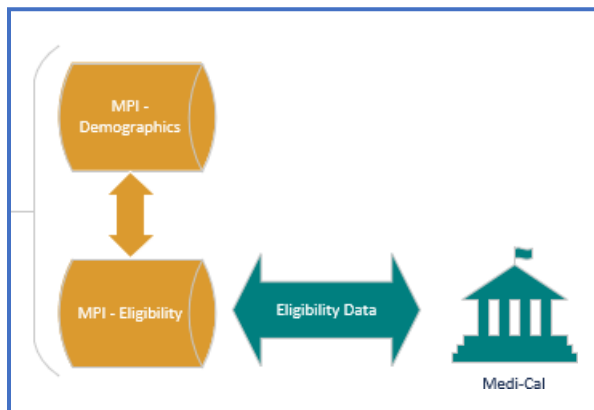 MPI -
Demographics
MPI - Eligibility
Eligibility Data
Medi-Cal